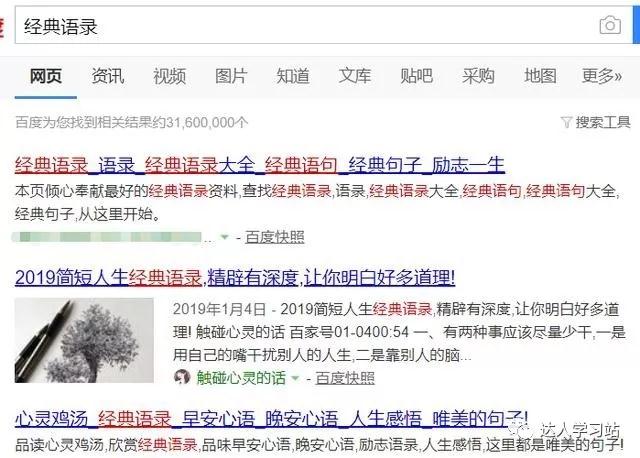 经典语录
网页 资讯 视频 图片 知道 文库 贴吧 采购 地图 更多»
百度为您找到相关结果约31,600,000个 搜索工具
经典语录_语录_经典语录大全_经典语句_经典句子_励志一生
本页倾心奉献最好的经典语录资料,查找经典语录,语录,经典语录大全,经典语句,经典语句大全,
经典句子,从这里开始。
.. - 百度快照
2019简短人生经典语录,精辟有深度,让你明白好多道理!
2019年1月4日 - 2019简短人生经典语录,精辟有深度,让你明白好多道
理! 触碰心灵的话 百家号01-0400:54 一、有两种事应该尽量少干,一是
用自己的嘴干扰别人的人生,二是靠别人的脑...
触碰心灵的话 - 百度快照
心灵鸡汤_经典语录_早安心语_晚安心语_人生感悟_唯美的句子!
达人学习站
品读心灵鸡汤,欣赏经典语录,品味早安心语,晚安心语,励志语录,人生感悟,这里都是唯美的句子!